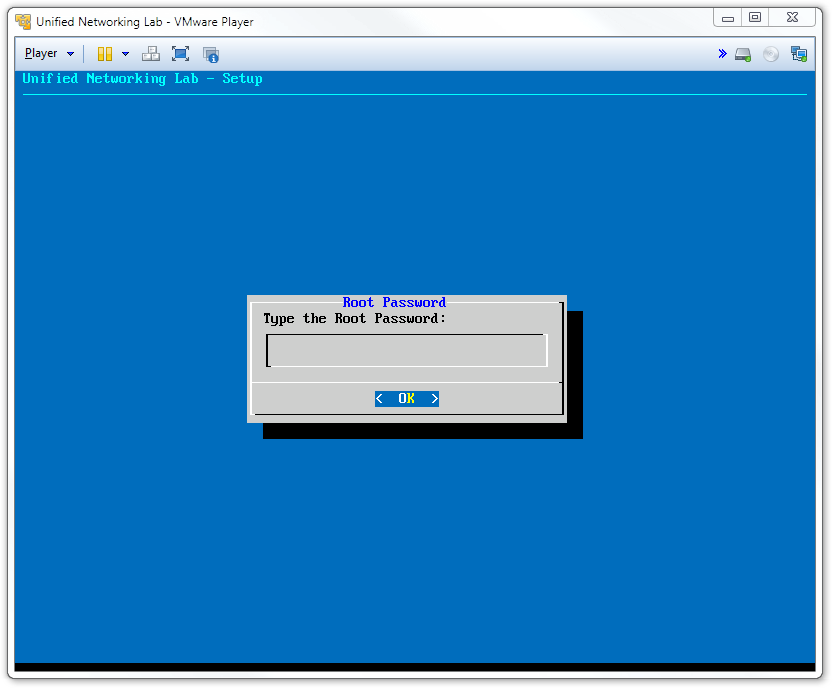 Unified Networking Lab - VMware Player
Player
Unified Networking Lab - Setup
Root Password
Type the Root Password:
< OK >